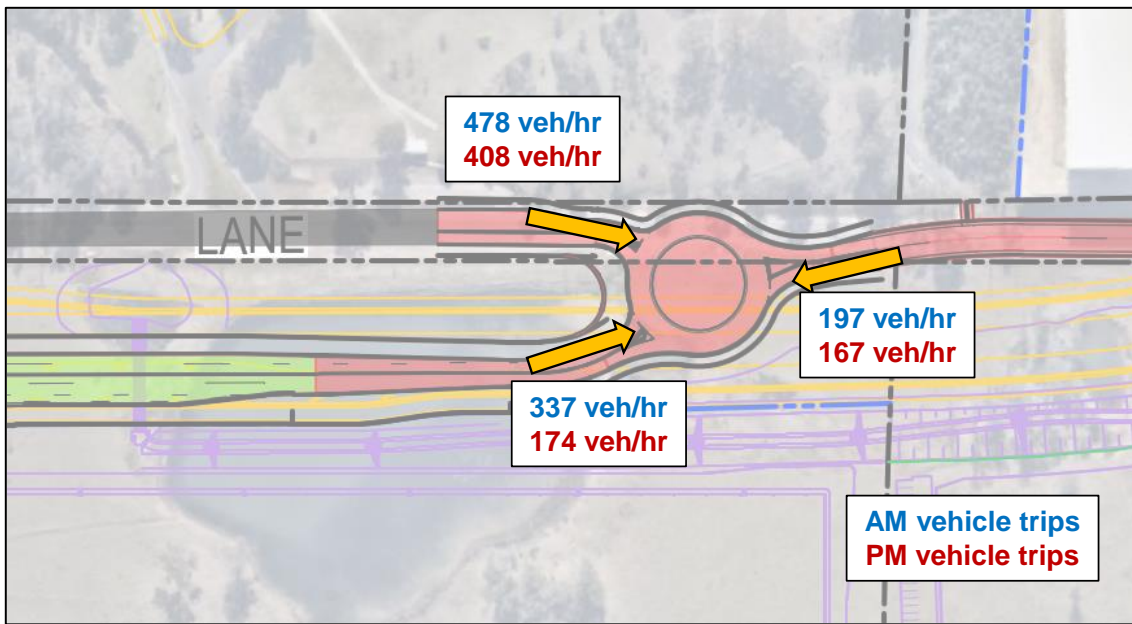 478 veh/hr
408 veh/hr
LANE
197 veh/hr
167 veh/hr
337 veh/hr
174 veh/hr
AM vehicle trips
PM vehicle trips